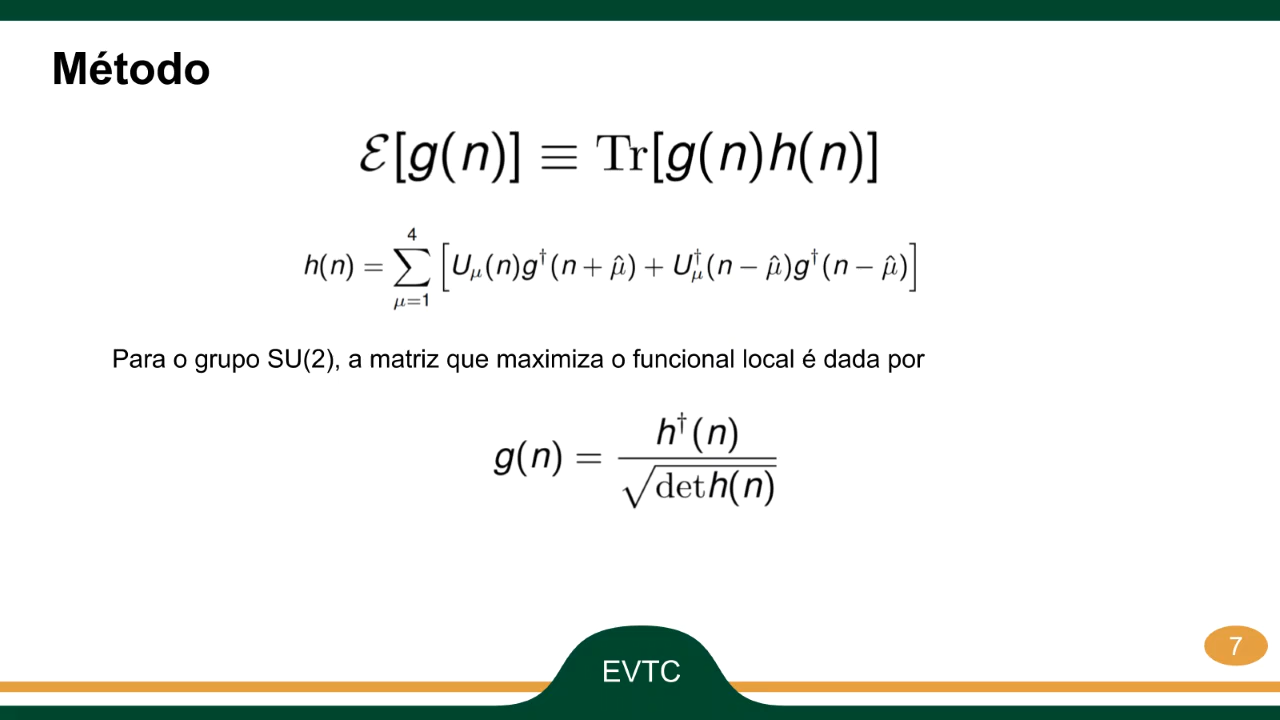 Método
ℰ[g(n)] ≡ Tr[g(n)h(n)]
h(n) = ∑_{μ=1}^{4} [U_μ(n)g†(n + μ̂) + U_μ†(n − μ̂)g†(n − μ̂)]
Para o grupo SU(2), a matriz que maximiza o funcional local é dada por
g(n) = h†(n) / √(det h(n))
7
EVTC